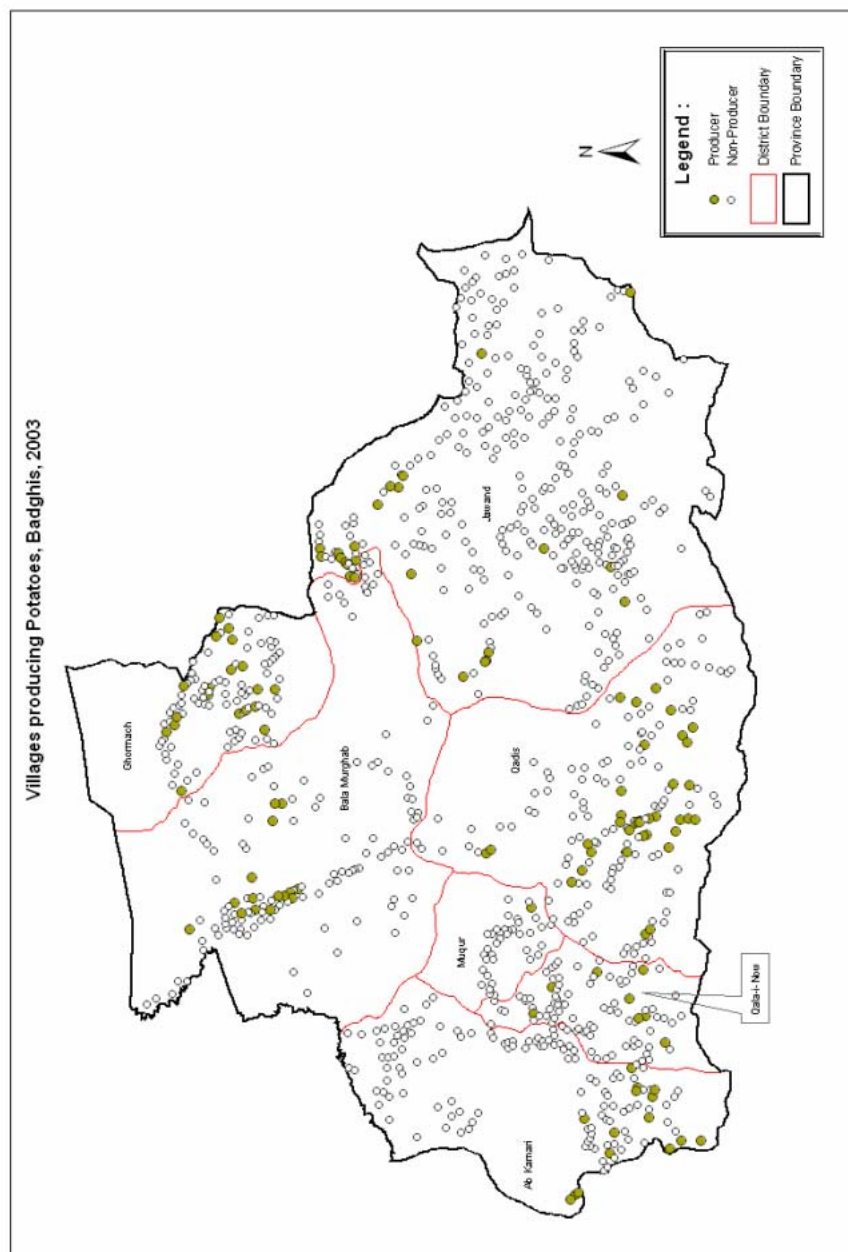 Villages producing Potatoes, Badghis, 2003
N
Legend :
Producer
Non-Producer
District Boundary
Province Boundary
Ghormach
Bala Murghab
Jawand
Qadis
Muqur
Ab Kamari
Qala-i- Now